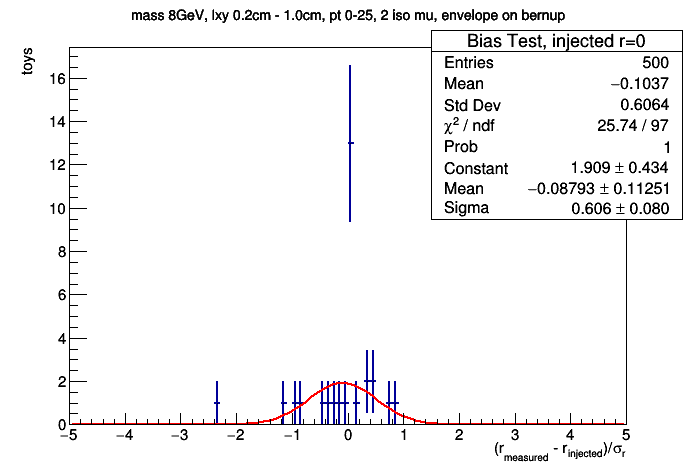 mass 8GeV, lxy 0.2cm - 1.0cm, pt 0-25, 2 iso mu, envelope on bernup
Bias Test, injected r=0
Entries 500
Mean −0.1037
Std Dev 0.6064
χ² / ndf 25.74 / 97
Prob 1
Constant 1.909 ± 0.434
Mean −0.08793 ± 0.11251
Sigma 0.606 ± 0.080
toys
16
14
12
10
8
6
4
2
0
−5 −4 −3 −2 −1 0 1 2 3 4 5
(r_measured - r_injected)/σ_r